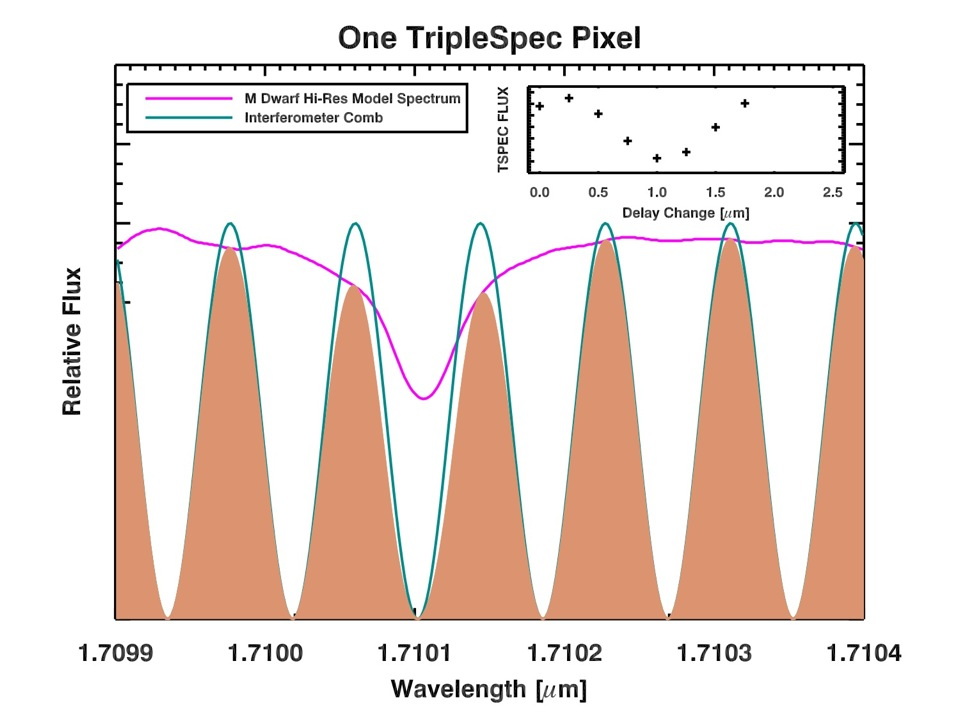 One TripleSpec Pixel
M Dwarf Hi-Res Model Spectrum
Interferometer Comb
TSPEC FLUX
0.0 0.5 1.0 1.5 2.0 2.5
Delay Change [μm]
Relative Flux
1.7099 1.7100 1.7101 1.7102 1.7103 1.7104
Wavelength [μm]